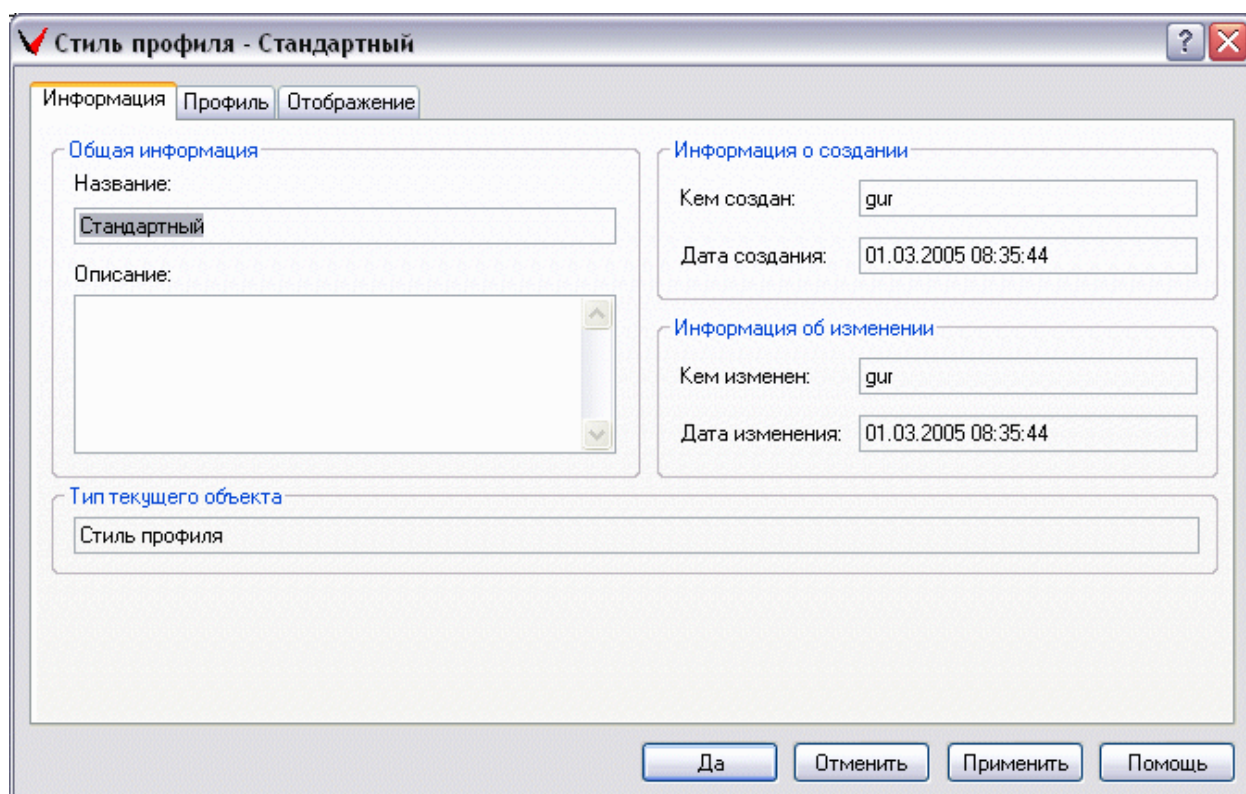 Стиль профиля - Стандартный
Информация Профиль Отображение
Общая информация
Название:
Стандартный
Описание:
Информация о создании
Кем создан: gur
Дата создания: 01.03.2005 08:35:44
Информация об изменении
Кем изменен: gur
Дата изменения: 01.03.2005 08:35:44
Тип текущего объекта
Стиль профиля
Да Отменить Применить Помощь